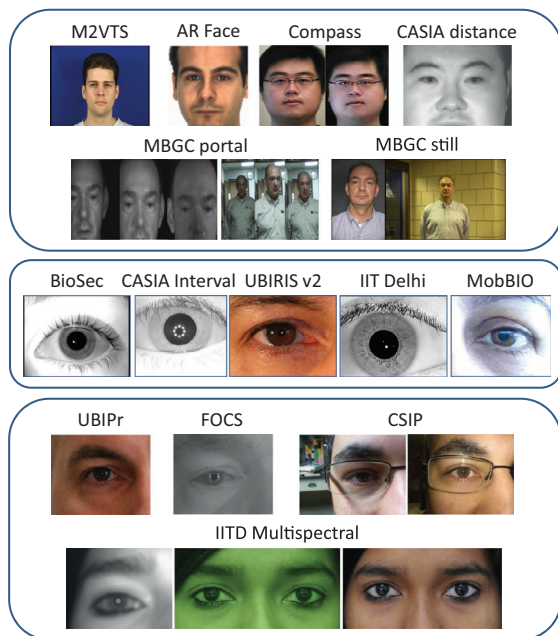 M2VTS AR Face Compass CASIA distance
MBGC portal MBGC still
BioSec CASIA Interval UBIRIS v2 IIT Delhi MobBIO
UBIPr FOCS CSIP
IITD Multispectral